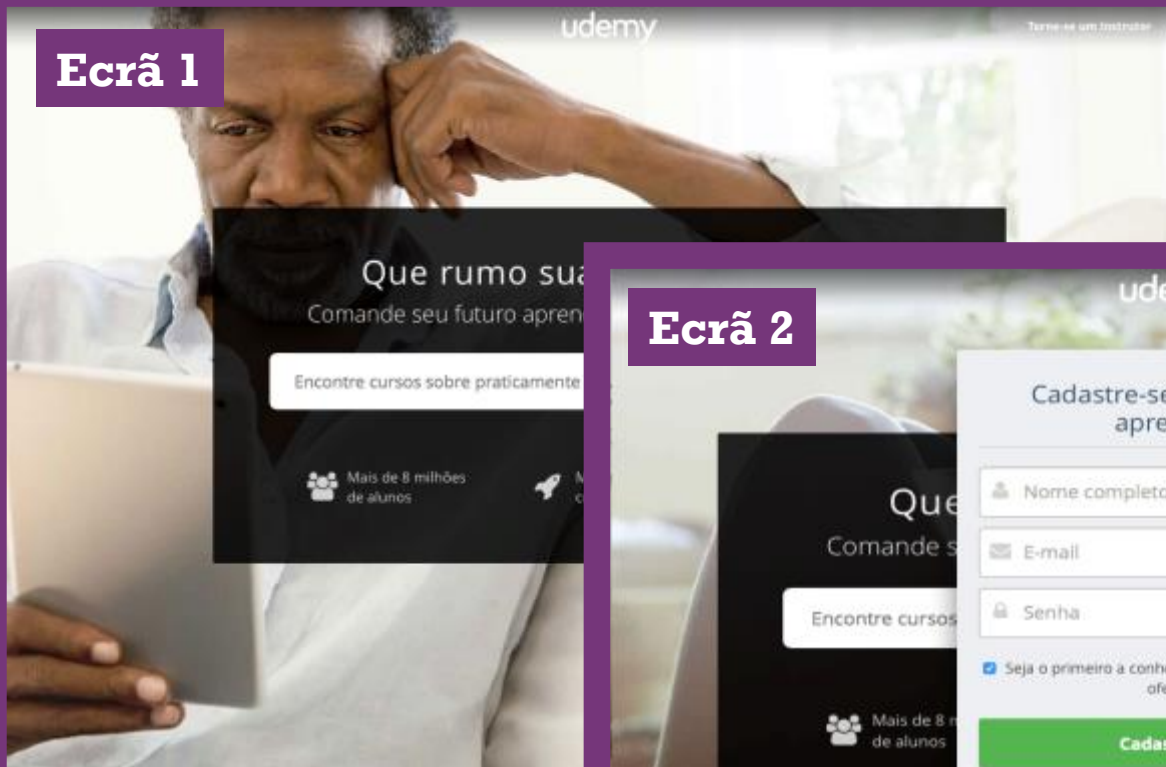 Ecrã 1
udemy
Torne-se um Instrutor
Que rumo sua
Comande seu futuro apren
Encontre cursos sobre praticamente
Mais de 8 milhões
de alunos
M
c
Ecrã 2
ude
Cadastre-se
apre
Nome completo
E-mail
Senha
Seja o primeiro a conhe
ofe
Cadas
Que
Comande s
Encontre cursos
Mais de 8 m
de alunos